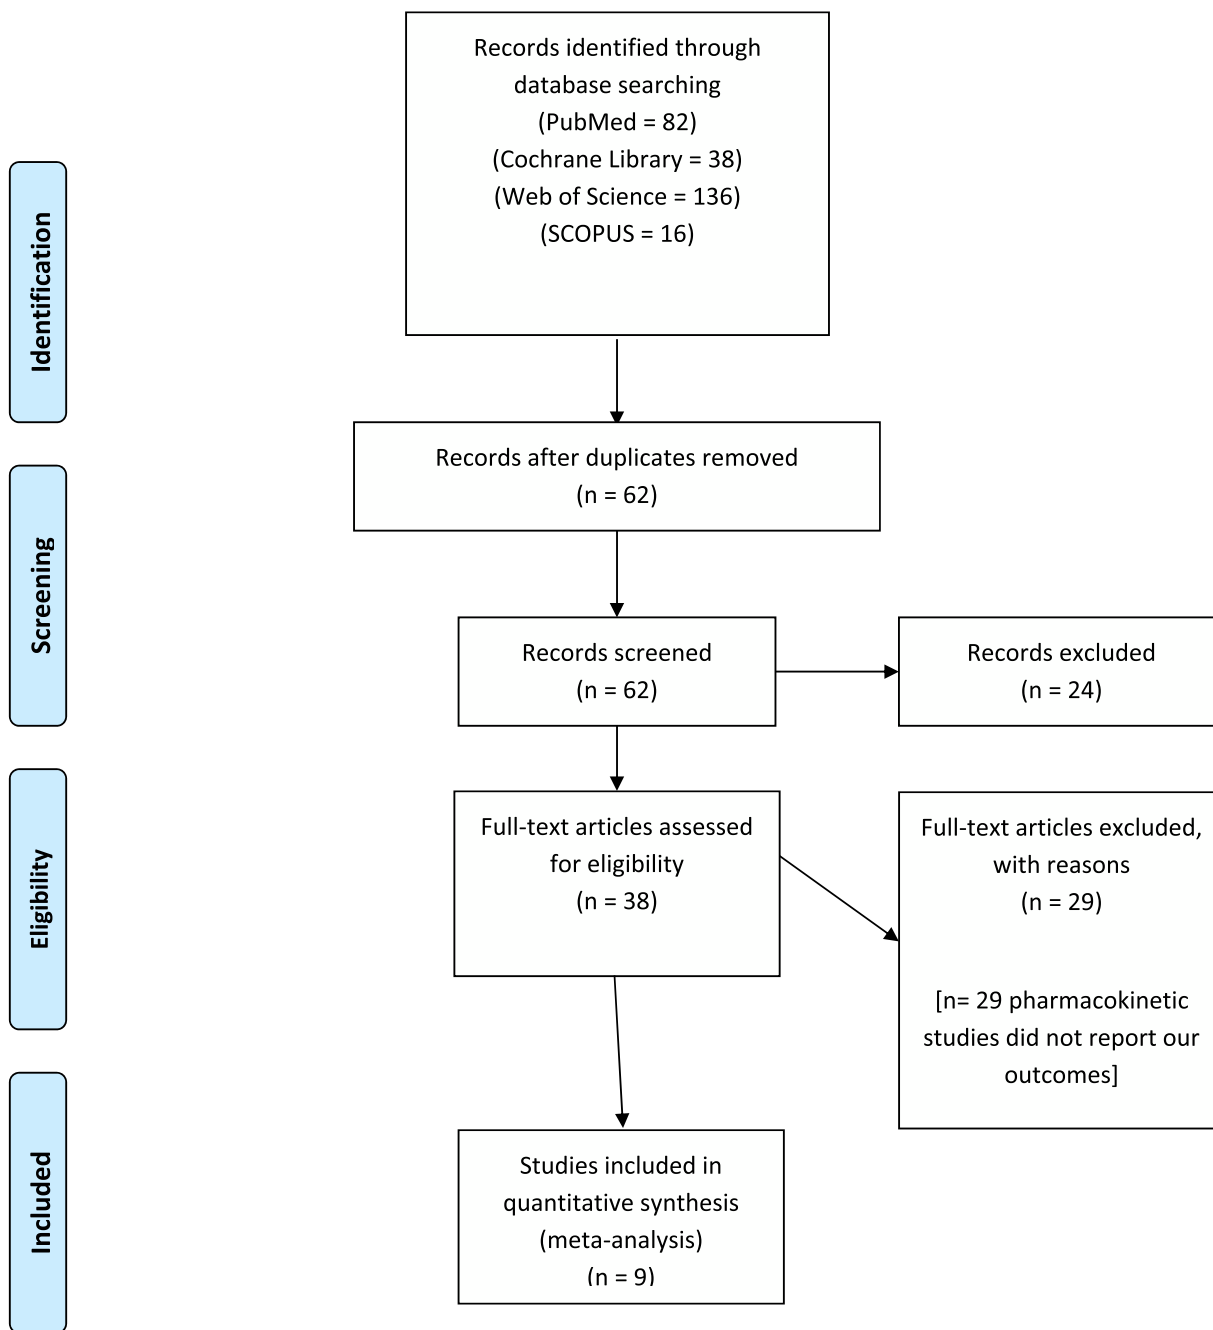 Identification
Records identified through
database searching
(PubMed = 82)
(Cochrane Library = 38)
(Web of Science = 136)
(SCOPUS = 16)
Records after duplicates removed
(n = 62)
Screening
Records screened
(n = 62)
Records excluded
(n = 24)
Eligibility
Full-text articles assessed
for eligibility
(n = 38)
Full-text articles excluded,
with reasons
(n = 29)
[n= 29 pharmacokinetic
studies did not report our
outcomes]
Included
Studies included in
quantitative synthesis
(meta-analysis)
(n = 9)